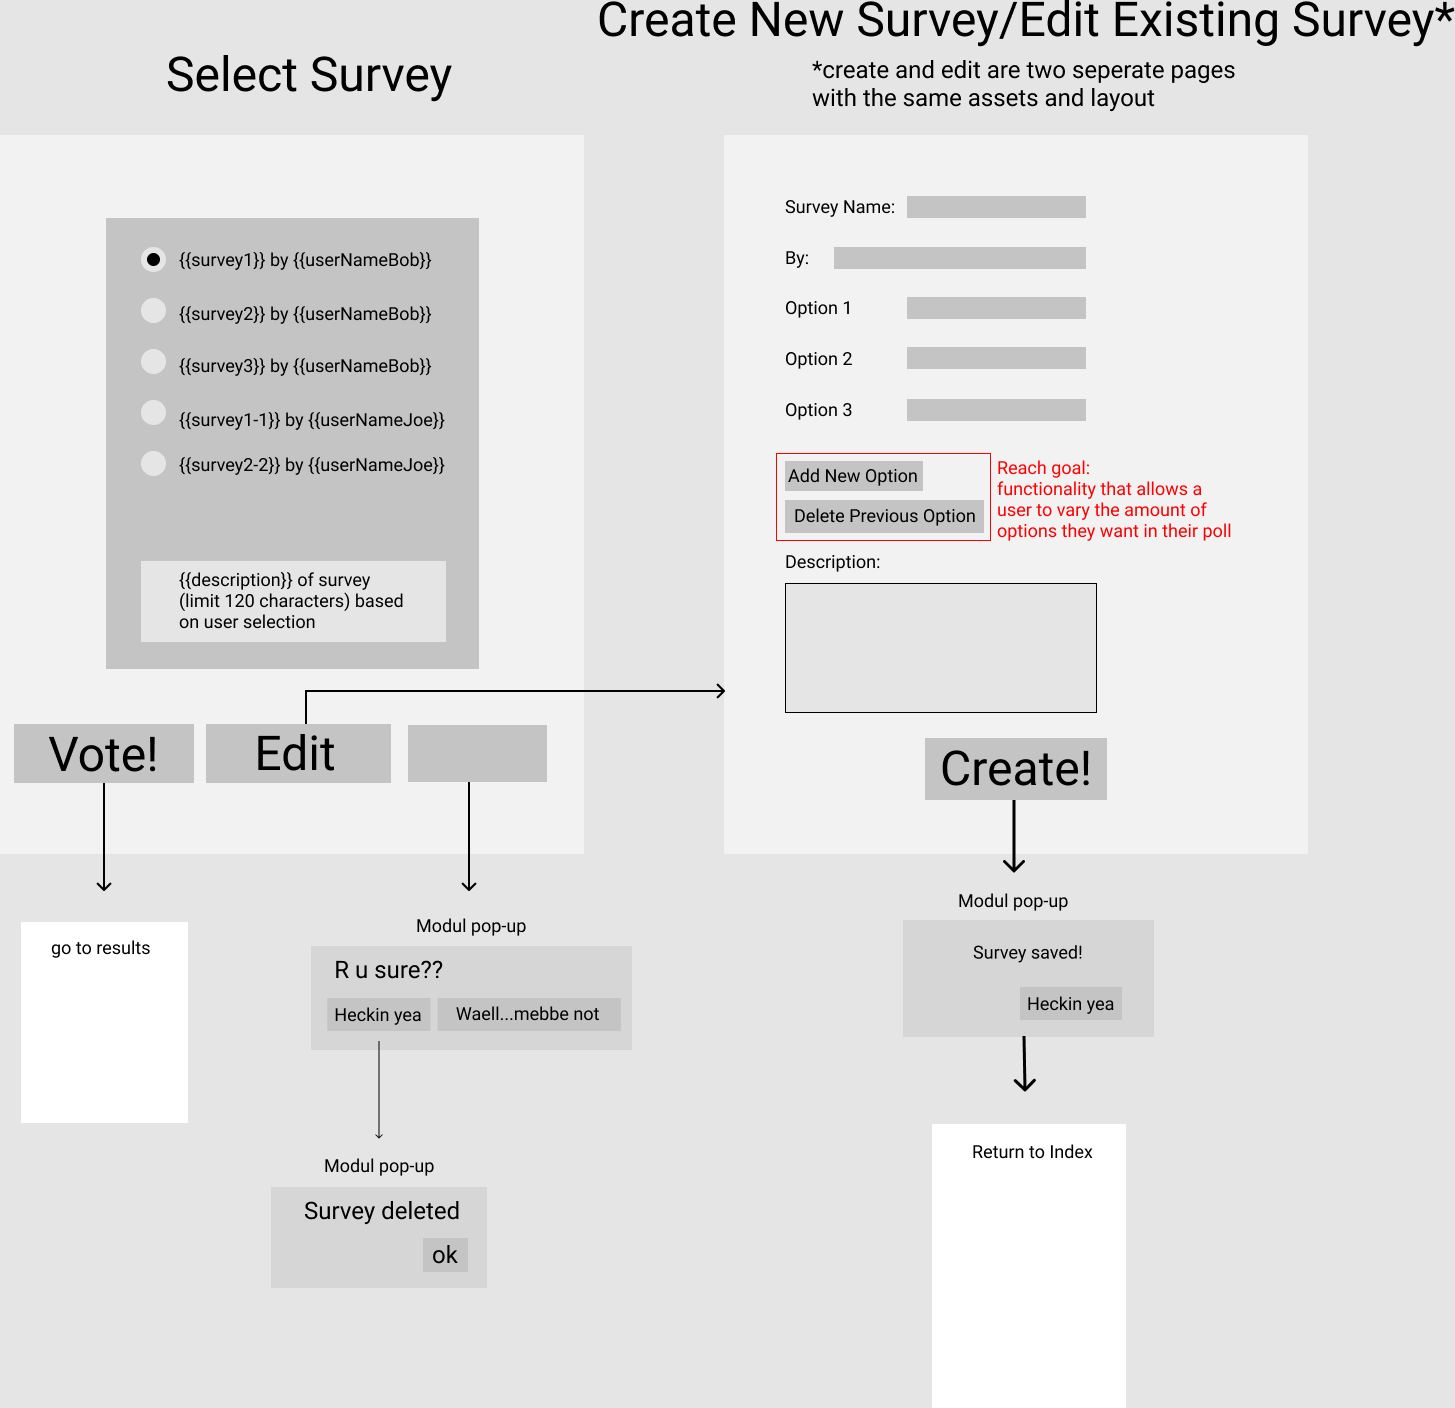 Create New Survey/Edit Existing Survey*
*create and edit are two seperate pages
with the same assets and layout
Select Survey
{{survey1}} by {{userNameBob}}
{{survey2}} by {{userNameBob}}
{{survey3}} by {{userNameBob}}
{{survey1-1}} by {{userNameJoe}}
{{survey2-2}} by {{userNameJoe}}
{{description}} of survey
(limit 120 characters) based
on user selection
Vote!
Edit
go to results
Modul pop-up
R u sure??
Heckin yea
Waell...mebbe not
Modul pop-up
Survey deleted
ok
Survey Name:
By:
Option 1
Option 2
Option 3
Add New Option
Delete Previous Option
Reach goal:
functionality that allows a
user to vary the amount of
options they want in their poll
Description:
Create!
Modul pop-up
Survey saved!
Heckin yea
Return to Index